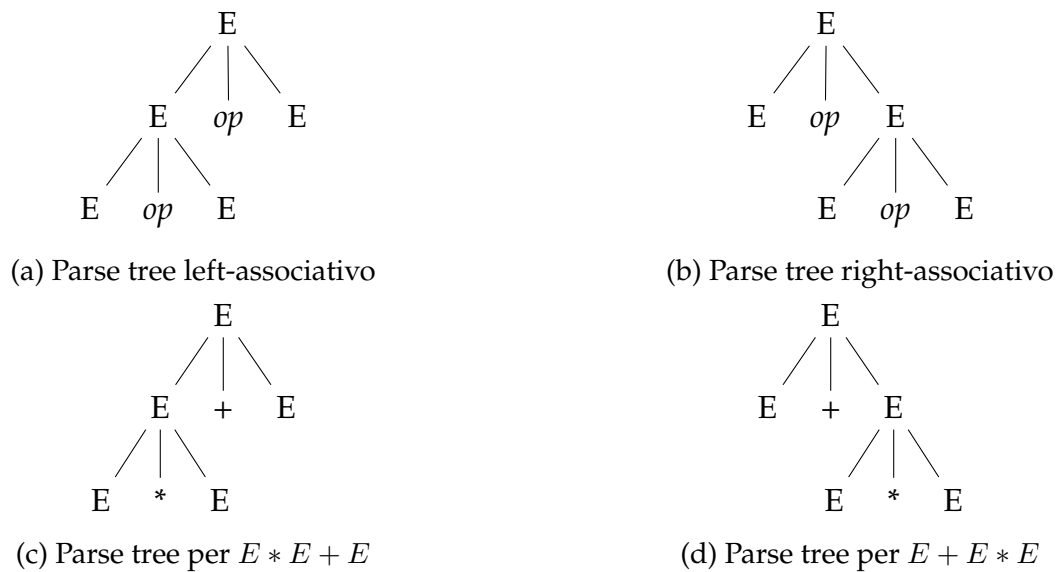 E
E op E
E op E
(a) Parse tree left-associativo
E
E op E
E op E
(b) Parse tree right-associativo
E
E + E
E * E
(c) Parse tree per E ∗ E + E
E
E + E
E * E
(d) Parse tree per E + E ∗ E